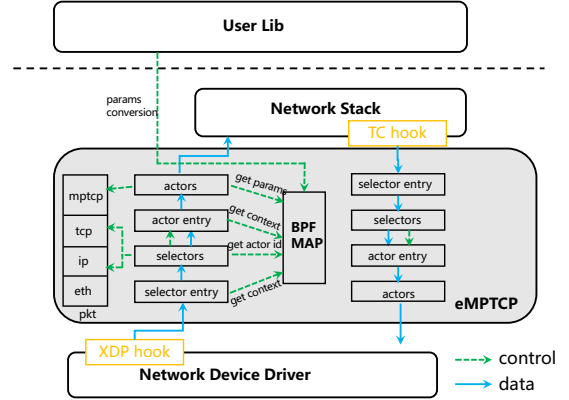 User Lib
params
conversion
Network Stack
TC hook
mptcp
tcp
ip
eth
pkt
actors
actor entry
selectors
selector entry
get params
get context
get actor id
get context
BPF
MAP
selector entry
selectors
actor entry
actors
eMPTCP
XDP hook
Network Device Driver
control
data